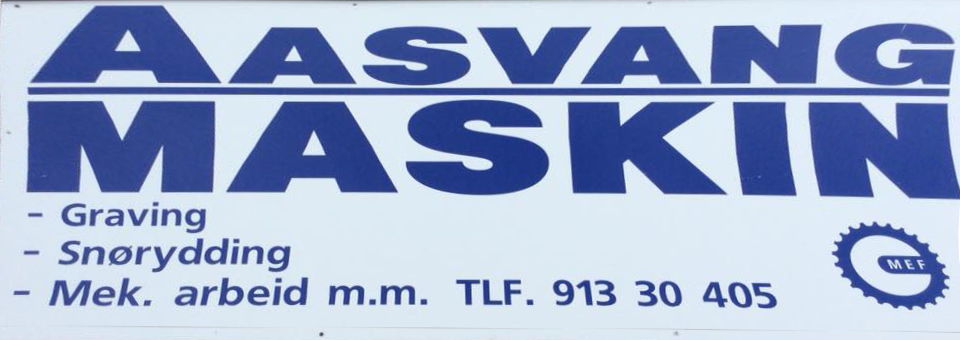 AASVANG
MASKIN
- Graving
- Snørydding
- Mek. arbeid m.m. TLF. 913 30 405
MEF